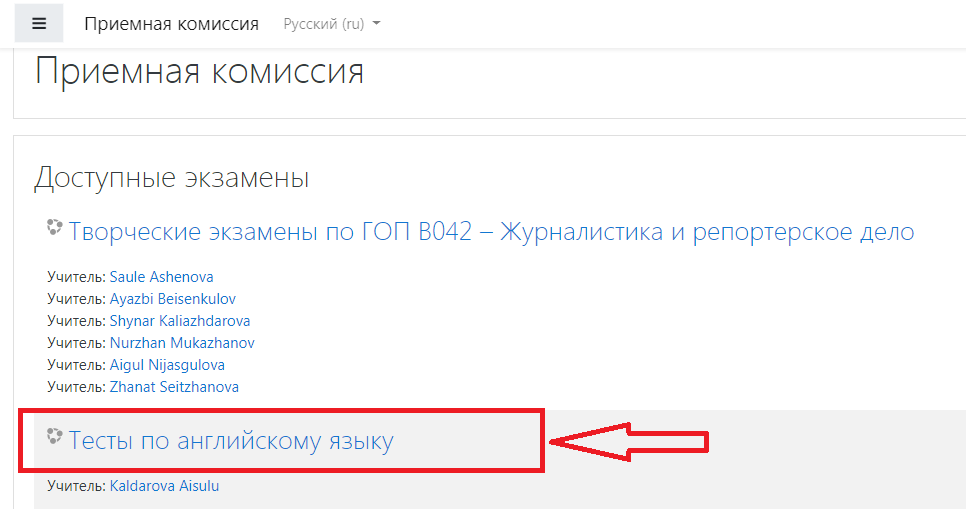 Приемная комиссия Русский (ru)
Приемная комиссия
Доступные экзамены
Творческие экзамены по ГОП В042 – Журналистика и репортерское дело
Учитель: Saule Ashenova
Учитель: Ayazbi Beisenkulov
Учитель: Shynar Kaliazhdarova
Учитель: Nurzhan Mukazhanov
Учитель: Aigul Nijasgulova
Учитель: Zhanat Seitzhanova
Тесты по английскому языку
Учитель: Kaldarova Aisulu